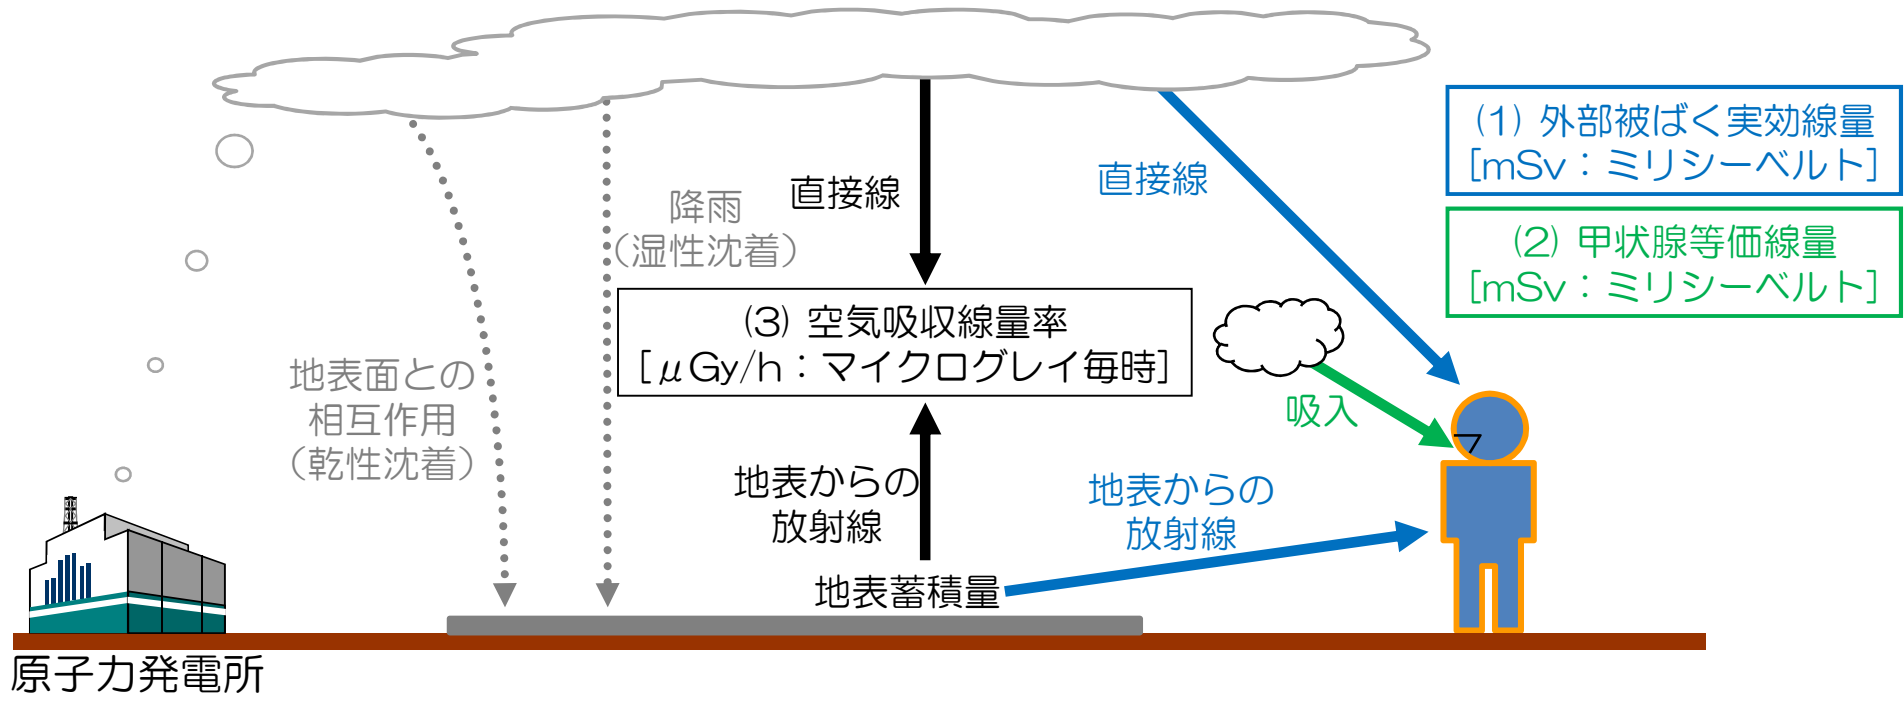 (1) 外部被ばく実効線量
[mSv：ミリシーベルト]
(2) 甲状腺等価線量
[mSv：ミリシーベルト]
直接線
直接線
降雨
（湿性沈着）
(3) 空気吸収線量率
[μGy/h：マイクログレイ毎時]
地表面との
相互作用
（乾性沈着）
吸入
地表からの
放射線
地表からの
放射線
地表蓄積量
原子力発電所